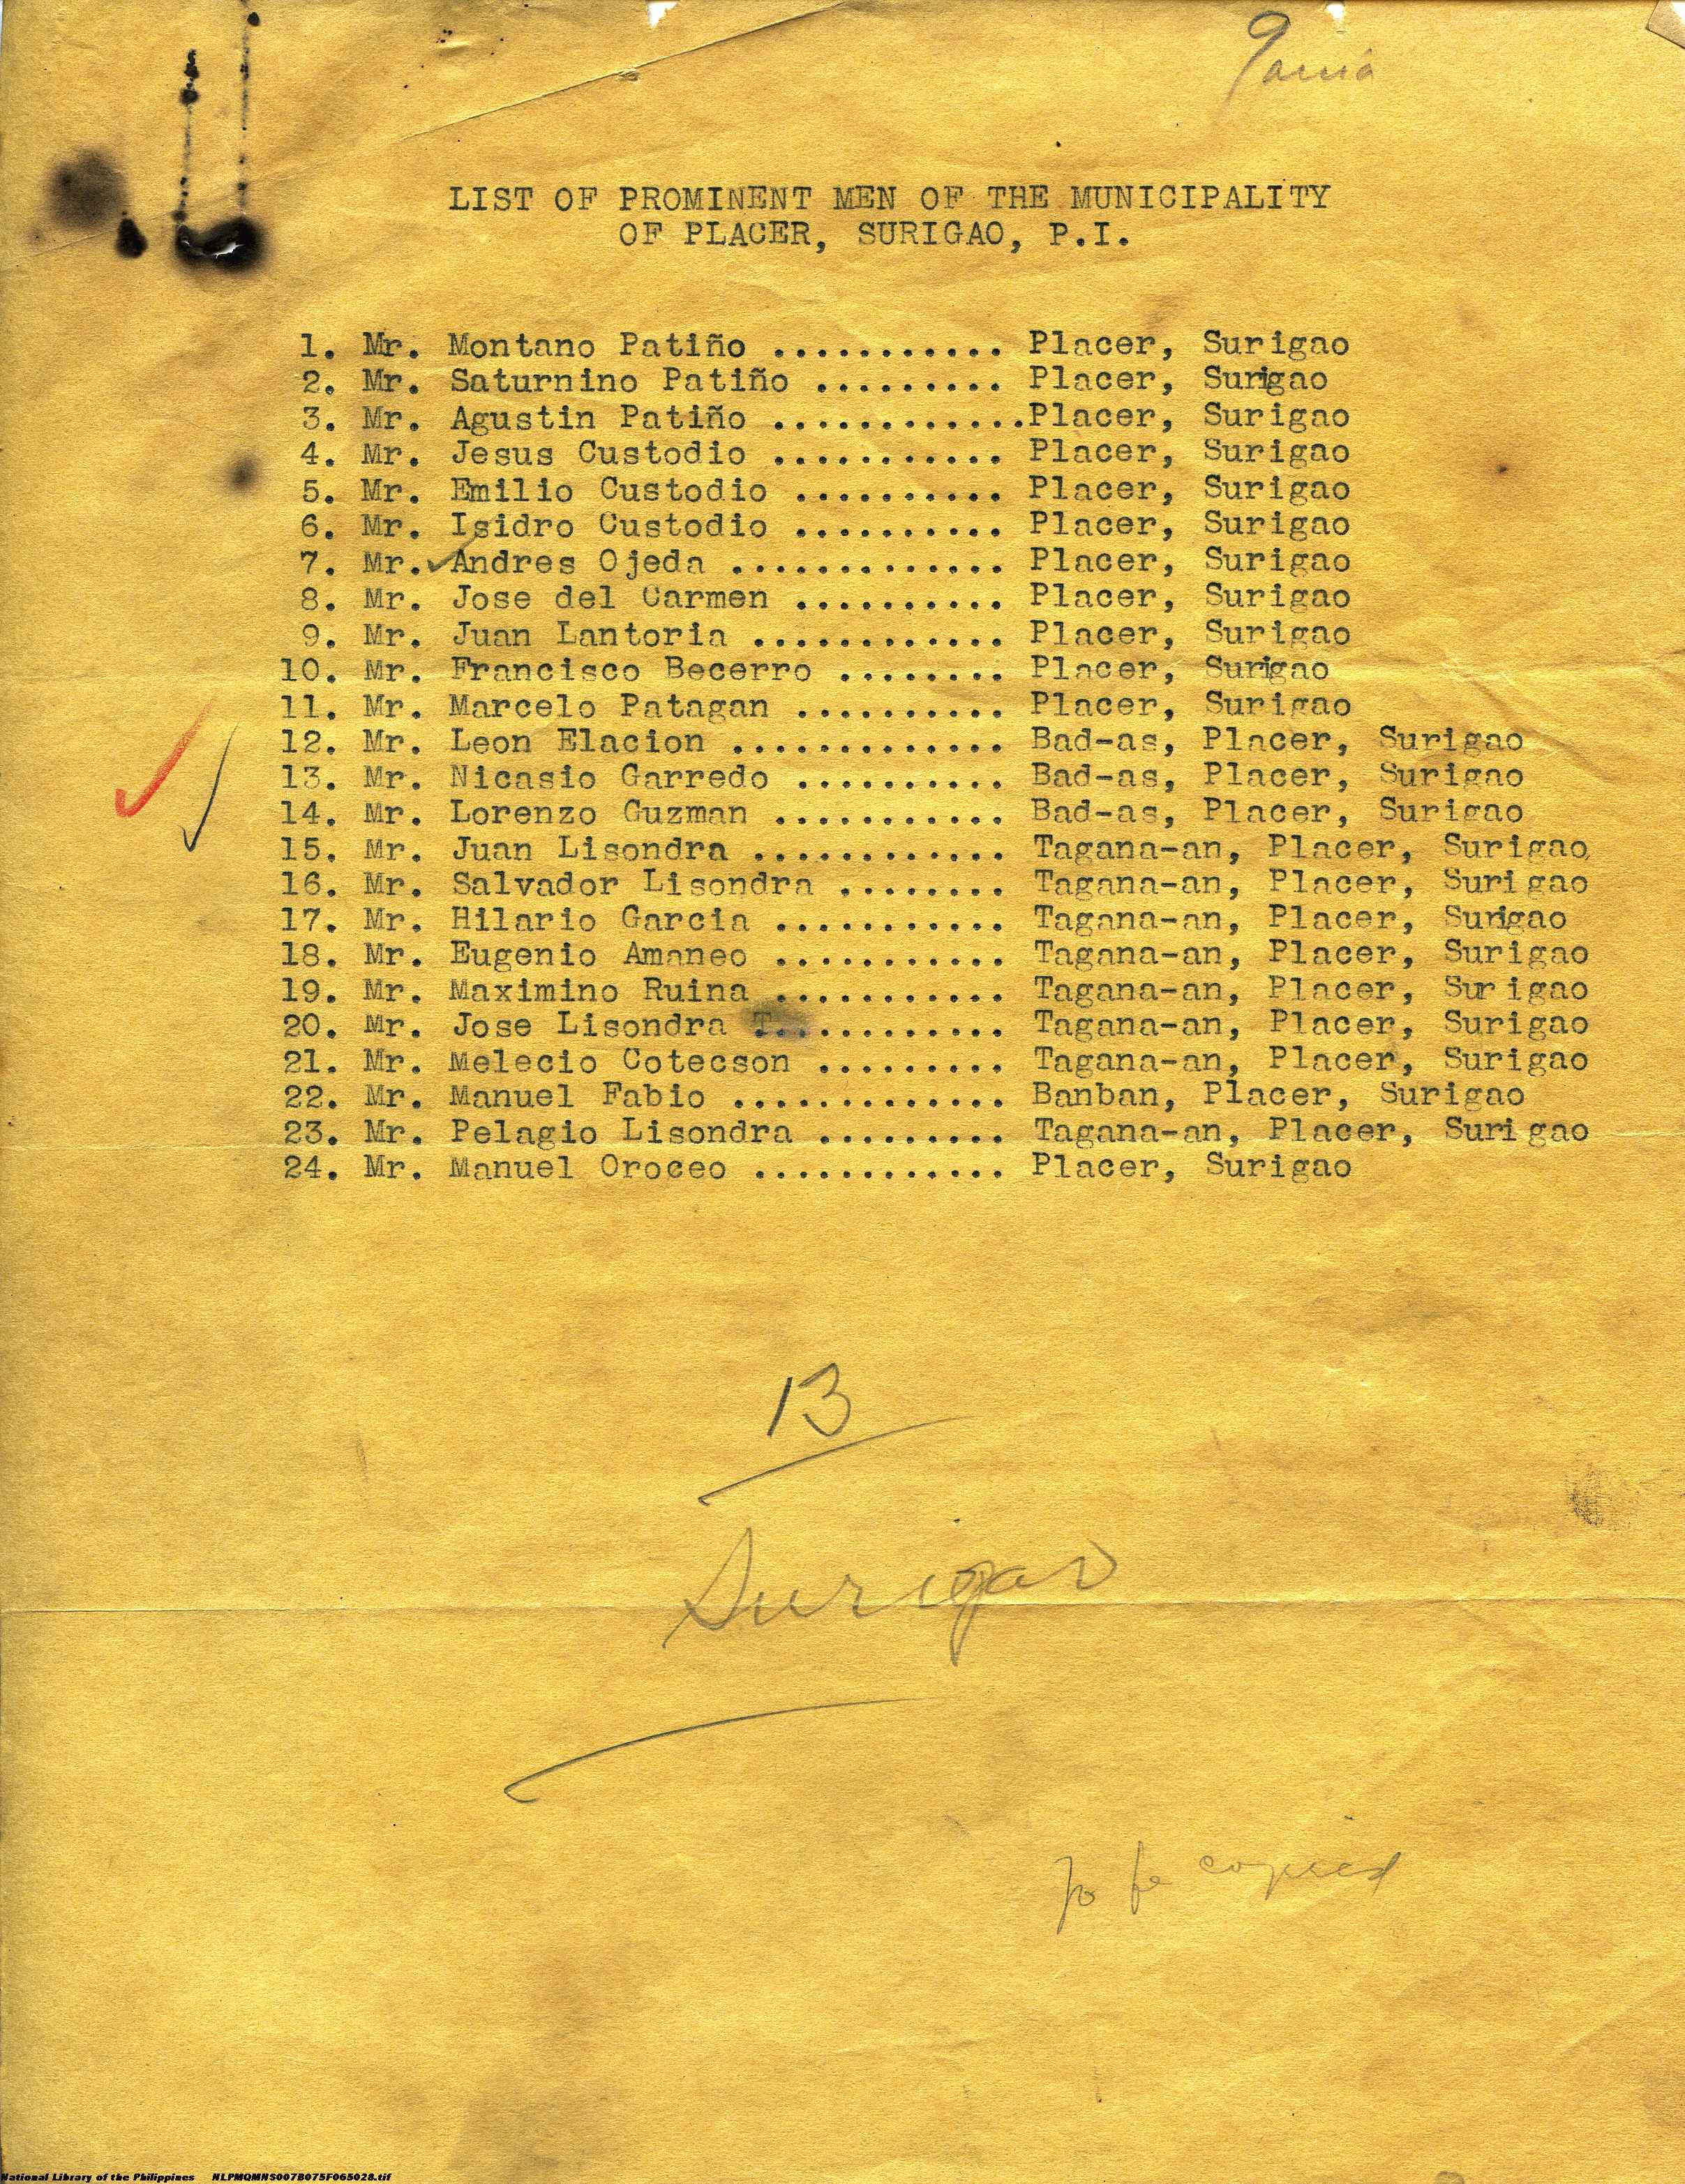 LIST OF PROMINENT MEN OF THE MUNICIPALITY
OF PLACER, SURIGAO, P.I.
1. Mr. Montano Patiño ........... Placer, Surigao
2. Mr. Saturnino Patiño ......... Placer, Surigao
3. Mr. Agustin Patiño ............Placer, Surigao
4. Mr. Jesus Custodio ........... Placer, Surigao
5. Mr. Emilio Custodio .......... Placer, Surigao
6. Mr. Isidro Custodio .......... Placer, Surigao
7. Mr. ✓Andres Ojeda ............. Placer, Surigao
8. Mr. Jose del Carmen .......... Placer, Surigao
9. Mr. Juan Lantoria ............ Placer, Surigao
10. Mr. Francisco Becerro ........ Placer, Surigao
11. Mr. Marcelo Patagan .......... Placer, Surigao
12. Mr. Leon Elacion ............. Bad-as, Placer, Surigao
13. Mr. Nicasio Garredo .......... Bad-as, Placer, Surigao
14. Mr. Lorenzo Guzman ........... Bad-as, Placer, Surigao
15. Mr. Juan Lisondra ............ Tagana-an, Placer, Surigao
16. Mr. Salvador Lisondra ........ Tagana-an, Placer, Surigao
17. Mr. Hilario Garcia ........... Tagana-an, Placer, Surigao
18. Mr. Eugenio Amaneo ........... Tagana-an, Placer, Surigao
19. Mr. Maximino Ruina ........... Tagana-an, Placer, Surigao
20. Mr. Jose Lisondra T........... Tagana-an, Placer, Surigao
21. Mr. Melecio Cotecson ......... Tagana-an, Placer, Surigao
22. Mr. Manuel Fabio ............. Banban, Placer, Surigao
23. Mr. Pelagio Lisondra ......... Tagana-an, Placer, Surigao
24. Mr. Manuel Oroceo ............ Placer, Surigao
13
Surigao
To be copied
National Library of the Philippines NLPMQMNS007B075F065028.tif